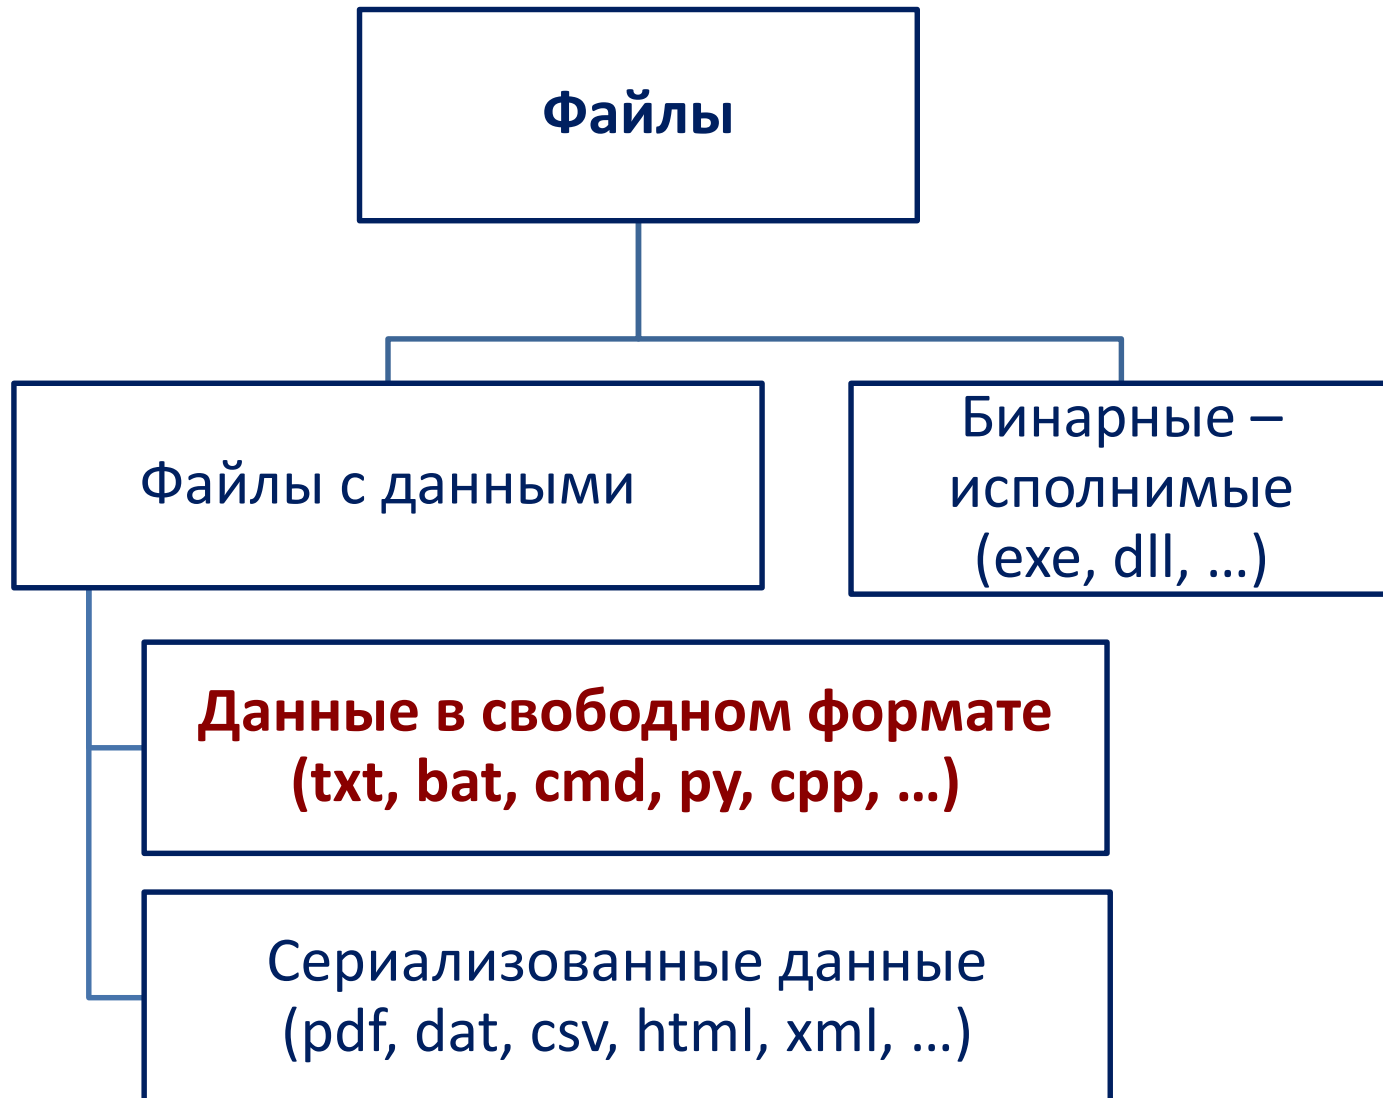 Файлы
Файлы с данными
Бинарные –
исполнимые
(exe, dll, …)
Данные в свободном формате
(txt, bat, cmd, py, cpp, …)
Сериализованные данные
(pdf, dat, csv, html, xml, …)